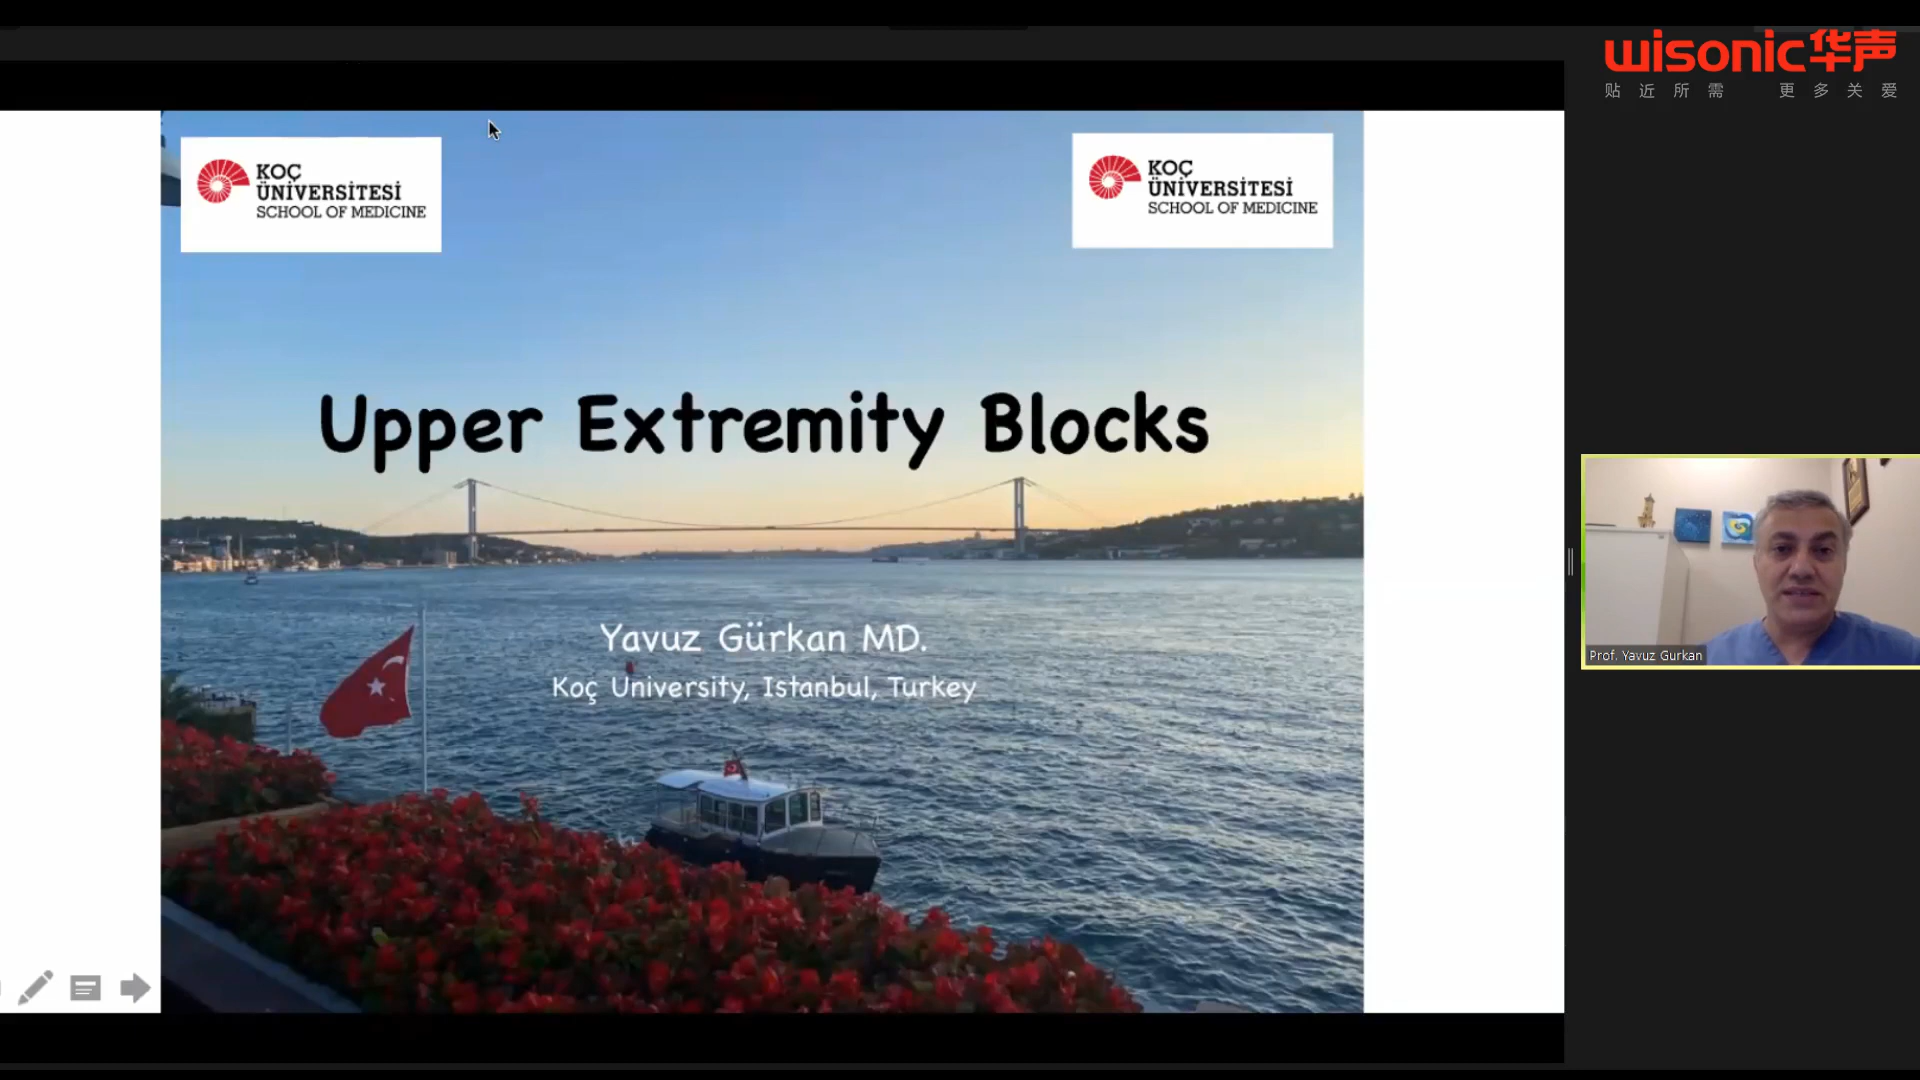 wisonic华声
贴近所需 更多关爱
KOÇ
ÜNİVERSİTESİ
SCHOOL OF MEDICINE
KOÇ
ÜNİVERSİTESİ
SCHOOL OF MEDICINE
Upper Extremity Blocks
Yavuz Gürkan MD.
Koç University, Istanbul, Turkey
Prof. Yavuz Gurkan